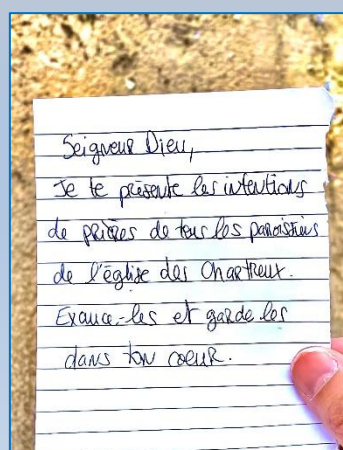 Seigneur Dieu,
Je te présente les intentions
de prières de tous les paroissiens
de l'église des Chartreux.
Exauce-les et garde les
dans ton coeur.